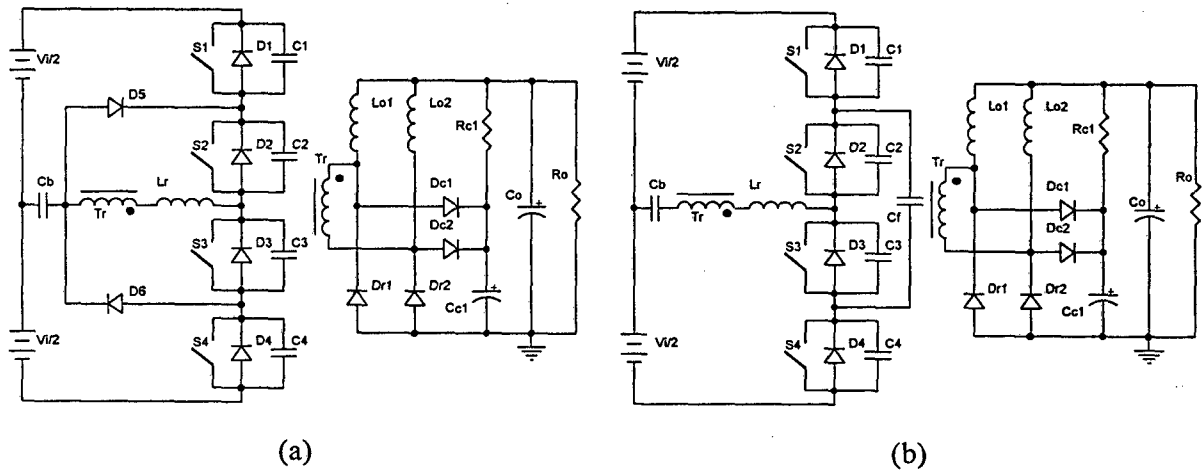 S1
D1
C1
Vi/2
D5
S2
D2
C2
Cb
Tr
Lr
S3
D3
C3
D6
Vi/2
S4
D4
C4
Lo1
Lo2
Rc1
Tr
Dc1
Dc2
Co
+
Ro
Dr1
Dr2
Cc1
+
(a)
S1
D1
C1
Vi/2
S2
D2
C2
Cb
Tr
Lr
Cf
S3
D3
C3
Vi/2
S4
D4
C4
Lo1
Lo2
Rc1
Tr
Dc1
Dc2
Co
+
Ro
Dr1
Dr2
Cc1
+
(b)